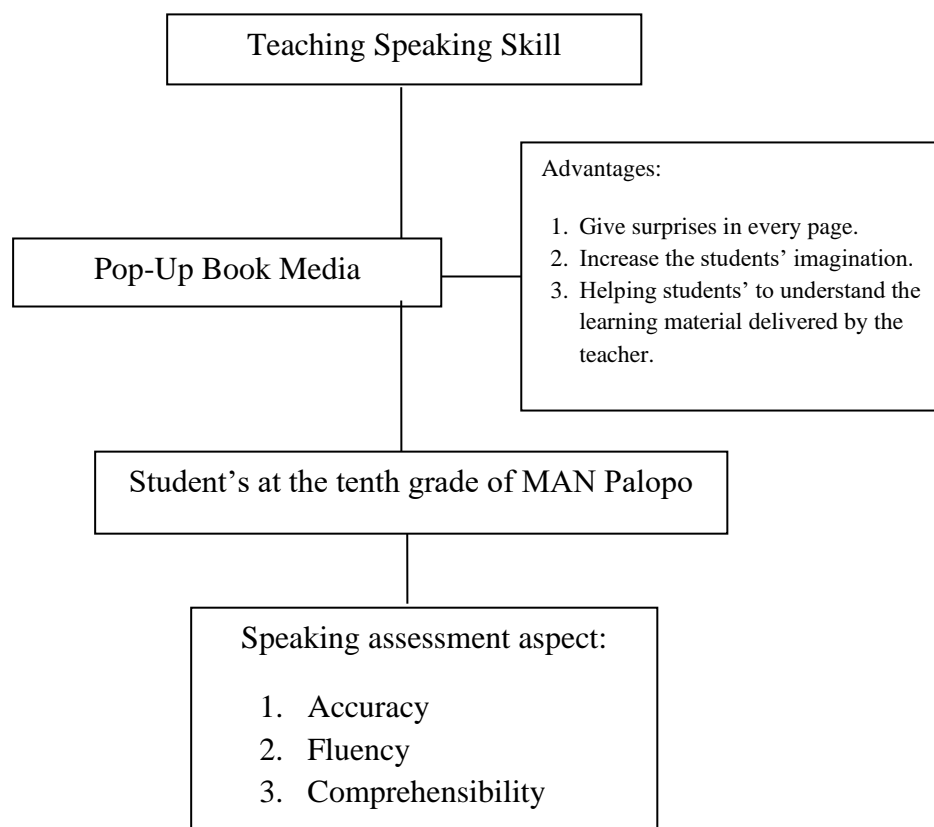 Teaching Speaking Skill
Advantages:
1. Give surprises in every page.
2. Increase the students’ imagination.
3. Helping students’ to understand the
learning material delivered by the
teacher.
Pop-Up Book Media
Student’s at the tenth grade of MAN Palopo
Speaking assessment aspect:
1. Accuracy
2. Fluency
3. Comprehensibility